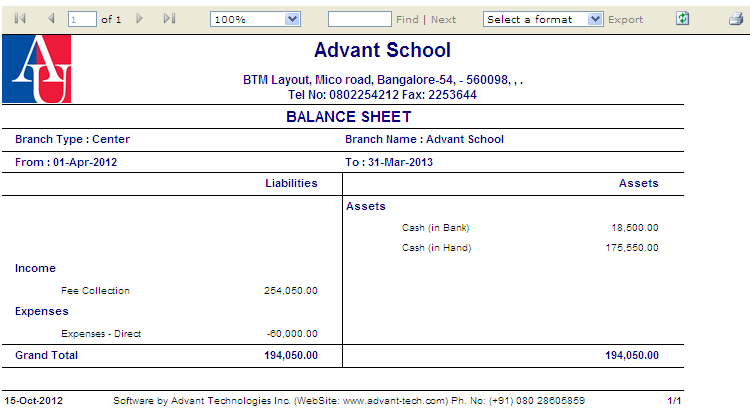 1 of 1 100% Find | Next Select a format Export
AU
Advant School
BTM Layout, Mico road, Bangalore-54, - 560098, , .
Tel No: 0802254212 Fax: 2253644
BALANCE SHEET
Branch Type : Center Branch Name : Advant School
From : 01-Apr-2012 To : 31-Mar-2013
Liabilities Assets
Assets
Cash (in Bank) 18,500.00
Cash (in Hand) 175,550.00
Income
Fee Collection 254,050.00
Expenses
Expenses - Direct -60,000.00
Grand Total 194,050.00 194,050.00
15-Oct-2012 Software by Advant Technologies Inc. (WebSite: www.advant-tech.com) Ph. No: (+91) 080 28605859 1/1